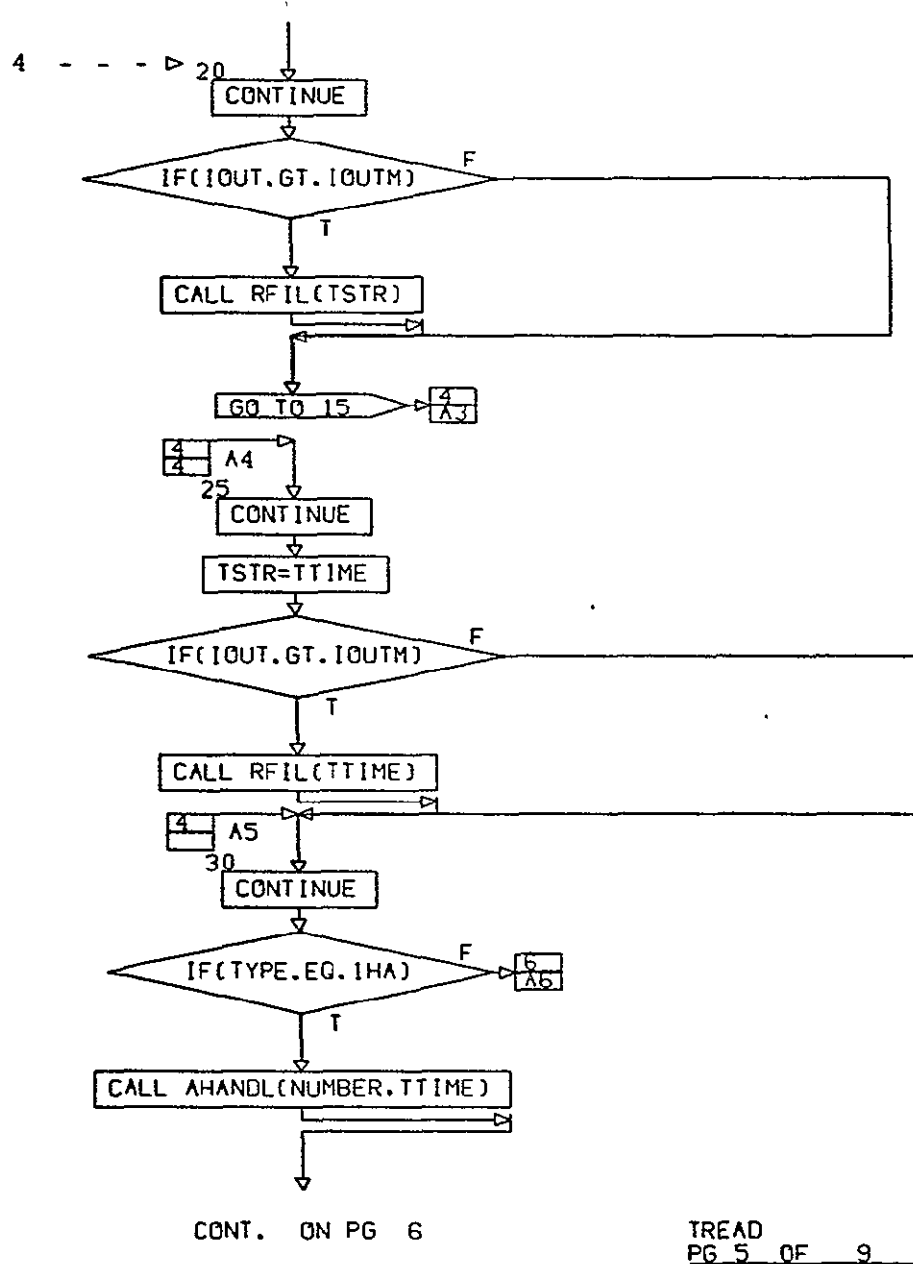 4 - - - 20
CONTINUE
IF(IOUT.GT.IOUTM) F
T
CALL RFIL(TSTR)
GO TO 15 4
A3
4
4 A4
25
CONTINUE
TSTR=TTIME
IF(IOUT.GT.IOUTM) F
T
CALL RFIL(TTIME)
4 A5
30
CONTINUE
IF(TYPE.EQ.1HA) F 6
A6
T
CALL AHANDL(NUMBER.TTIME)
CONT. ON PG 6
TREAD
PG 5 OF 9